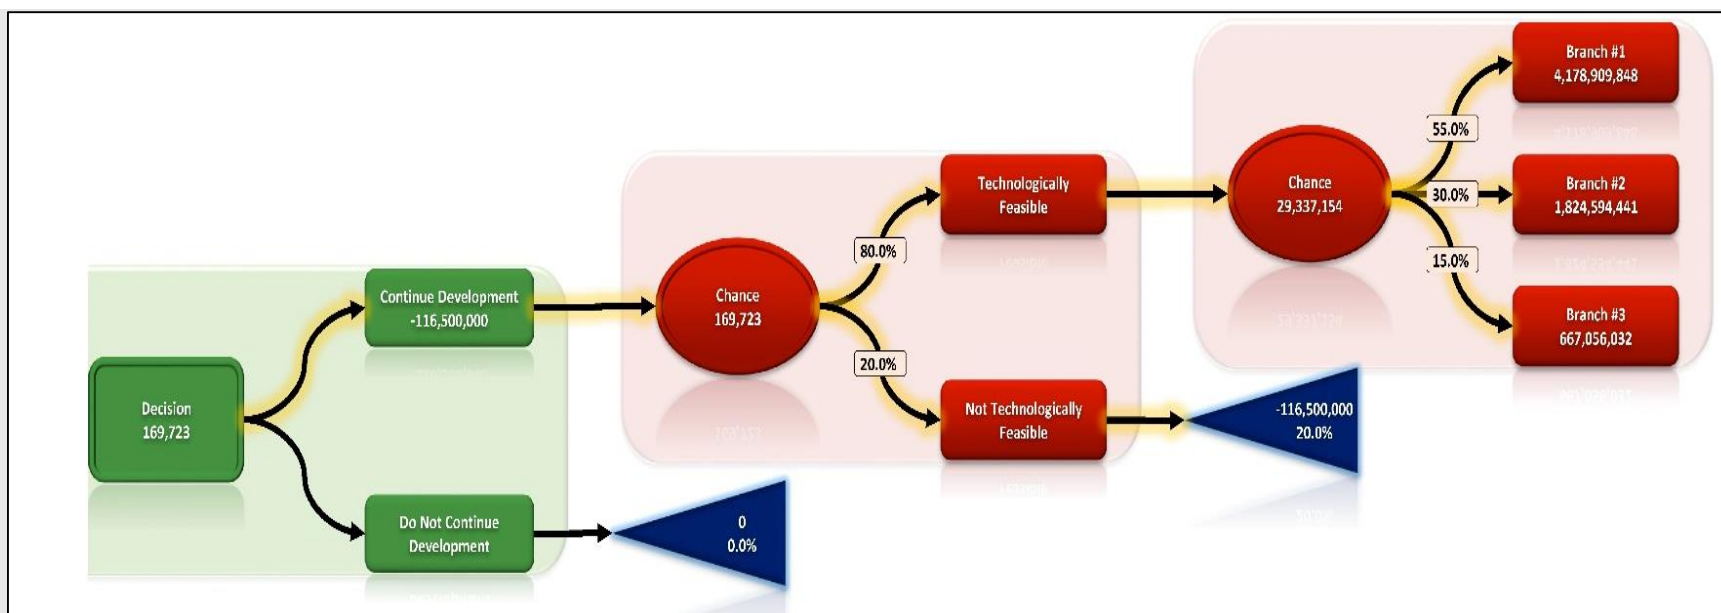 Decision
169,723
Continue Development
-116,500,000
Do Not Continue
Development
0
0.0%
Chance
169,723
80.0%
20.0%
Technologically
Feasible
Not Technologically
Feasible
-116,500,000
20.0%
Chance
29,337,154
55.0%
30.0%
15.0%
Branch #1
4,178,909,848
Branch #2
1,824,594,441
Branch #3
667,056,032